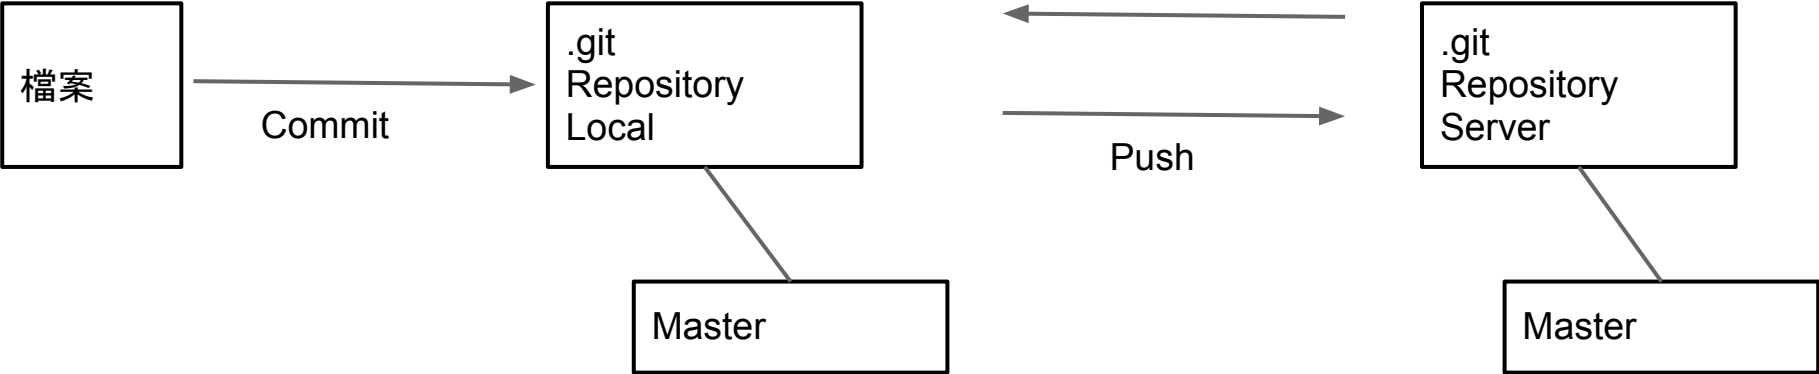 檔案
Commit
.git
Repository
Local
Push
.git
Repository
Server
Master
Master